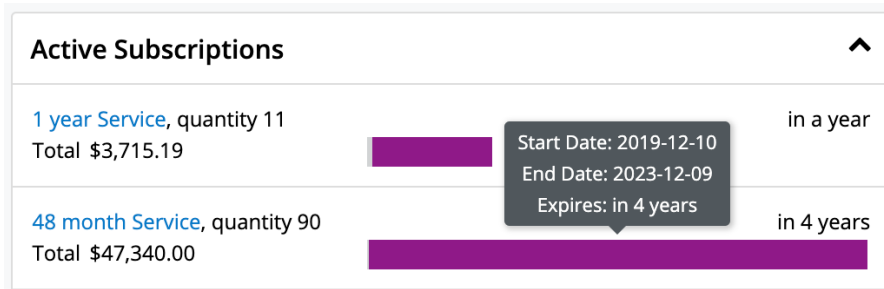 Active Subscriptions
1 year Service, quantity 11
in a year
Total $3,715.19
Start Date: 2019-12-10
End Date: 2023-12-09
Expires: in 4 years
48 month Service, quantity 90
in 4 years
Total $47,340.00